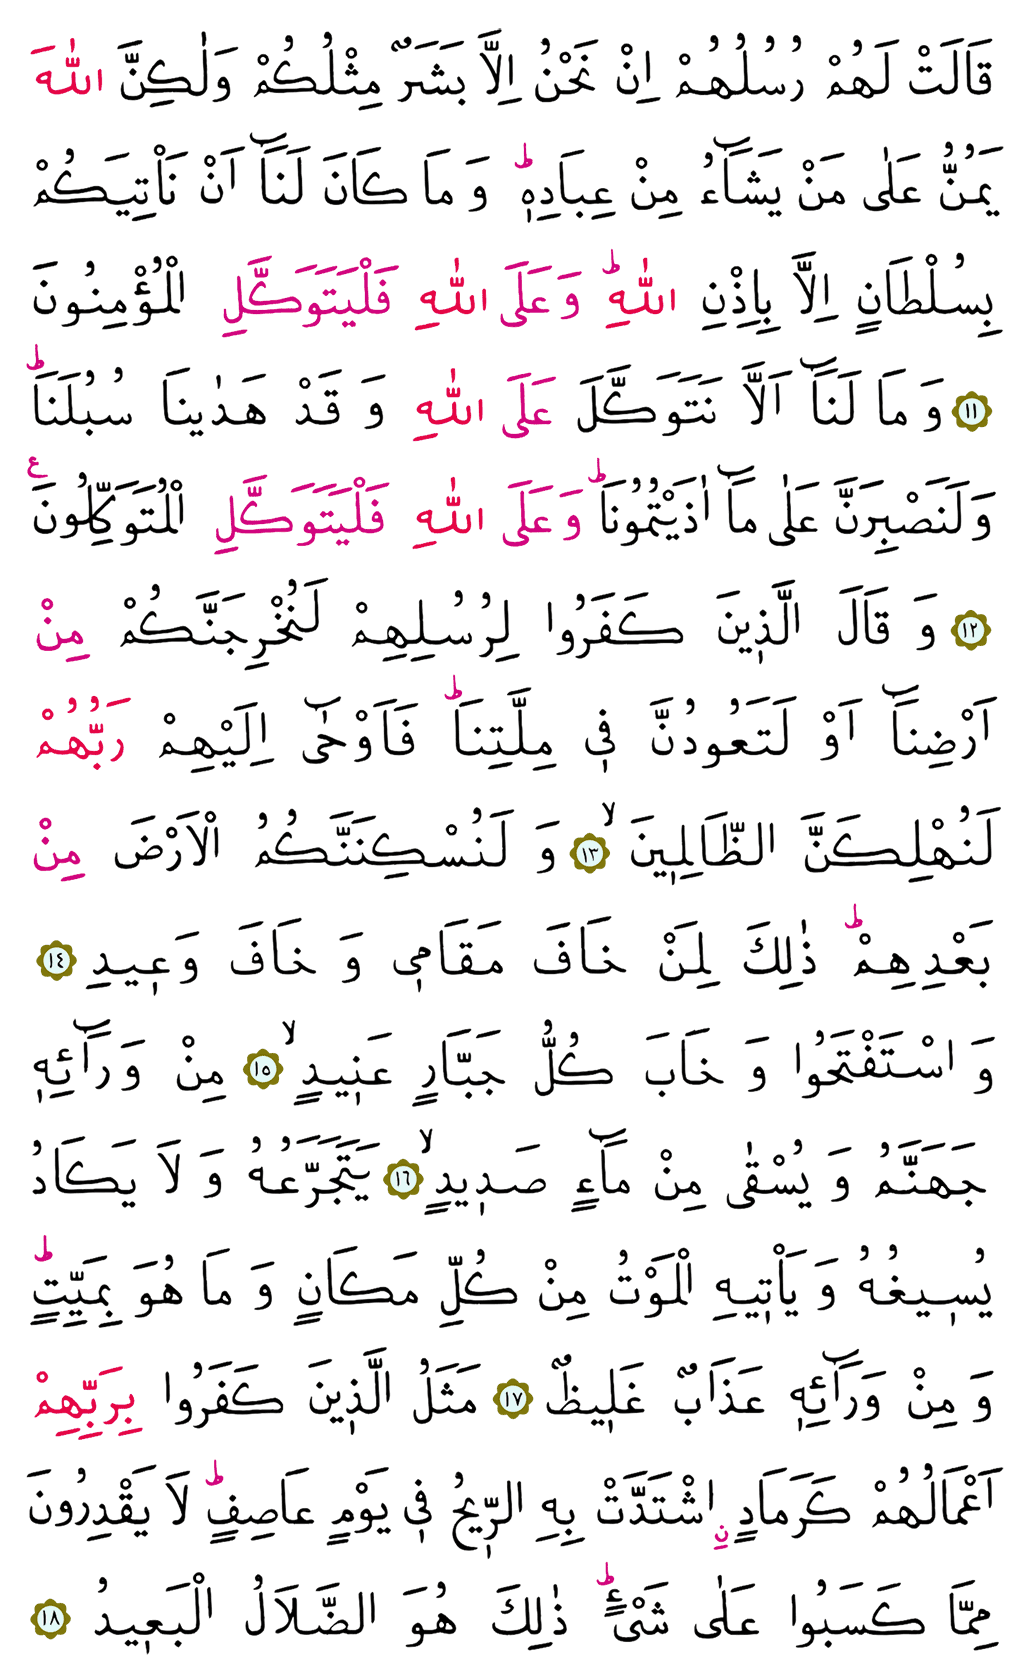 قَالَتْ لَهُمْ رُسُلُهُمْ اِنْ نَحْنُ اِلَّا بَشَرٌ مِثْلُكُمْ وَلٰكِنَّ اللّٰهَ
يَمُنُّ عَلٰى مَنْ يَشَٓاءُ مِنْ عِبَادِه۪ۜ وَ مَا كَانَ لَنَٓا اَنْ نَأْتِيَكُمْ
بِسُلْطَانٍ اِلَّا بِاِذْنِ اللّٰهِۜ وَعَلَى اللّٰهِ فَلْيَتَوَكَّلِ الْمُؤْمِنُونَ
﴿١١﴾ وَ مَا لَنَٓا اَلَّا نَتَوَكَّلَ عَلَى اللّٰهِ وَ قَدْ هَدٰينَا سُبُلَنَاۜ
وَلَنَصْبِرَنَّ عَلٰى مَٓا اٰذَيْتُمُونَاۜ وَعَلَى اللّٰهِ فَلْيَتَوَكَّلِ الْمُتَوَكِّلُونَ ع
﴿١٢﴾ وَ قَالَ الَّذ۪ينَ كَفَرُوا لِرُسُلِهِمْ لَنُخْرِجَنَّكُمْ مِنْ
اَرْضِنَٓا اَوْ لَتَعُودُنَّ ف۪ي مِلَّتِنَاۜ فَاَوْحٰٓى اِلَيْهِمْ رَبُّهُمْ
لَنُهْلِكَنَّ الظَّالِم۪ينَۙ ﴿١٣﴾ وَ لَنُسْكِنَنَّكُمُ الْاَرْضَ مِنْ
بَعْدِهِمْۜ ذٰلِكَ لِمَنْ خَافَ مَقَام۪ي وَ خَافَ وَع۪يدِ ﴿١٤﴾
وَ اسْتَفْتَحُوا وَ خَابَ كُلُّ جَبَّارٍ عَن۪يدٍۙ ﴿١٥﴾ مِنْ وَرَٓائِه۪
جَهَنَّمُ وَ يُسْقٰى مِنْ مَٓاءٍ صَد۪يدٍۙ ﴿١٦﴾ يَتَجَرَّعُهُ وَ لَا يَكَادُ
يُس۪يغُهُ وَ يَأْت۪يهِ الْمَوْتُ مِنْ كُلِّ مَكَانٍ وَ مَا هُوَ بِمَيِّتٍۜ
وَ مِنْ وَرَٓائِه۪ عَذَابٌ غَل۪يظٌ ﴿١٧﴾ مَثَلُ الَّذ۪ينَ كَفَرُوا بِرَبِّهِمْ
اَعْمَالُهُمْ كَرَمَادٍ نِ اشْتَدَّتْ بِهِ الرّ۪يحُ ف۪ي يَوْمٍ عَاصِفٍۜ لَا يَقْدِرُونَ
مِمَّا كَسَبُوا عَلٰى شَيْءٍۜ ذٰلِكَ هُوَ الضَّلَالُ الْبَع۪يدُ ﴿١٨﴾